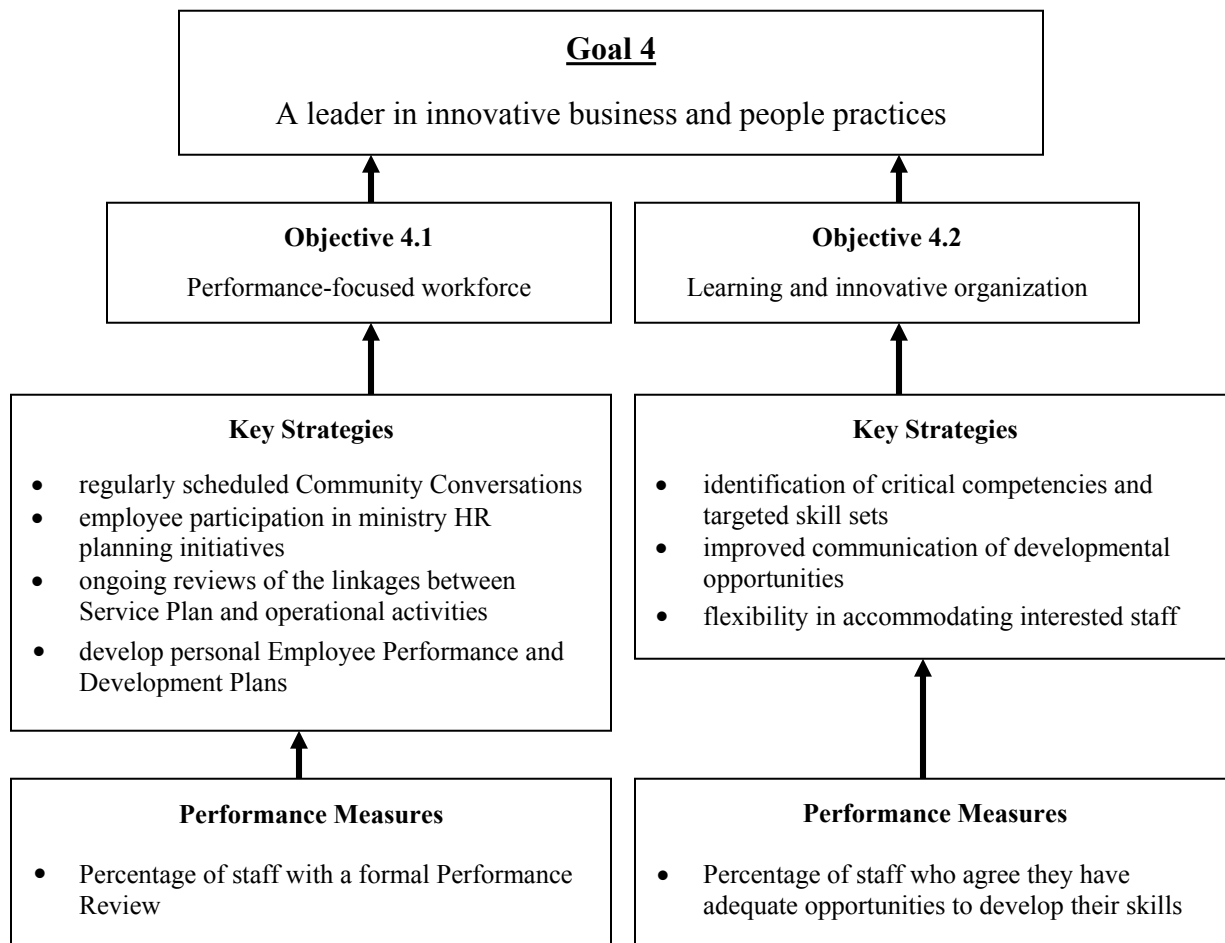 Goal 4
A leader in innovative business and people practices
Objective 4.1
Performance-focused workforce
Objective 4.2
Learning and innovative organization
Key Strategies
• regularly scheduled Community Conversations
• employee participation in ministry HR
planning initiatives
• ongoing reviews of the linkages between
Service Plan and operational activities
• develop personal Employee Performance and
Development Plans
Key Strategies
• identification of critical competencies and
targeted skill sets
• improved communication of developmental
opportunities
• flexibility in accommodating interested staff
Performance Measures
• Percentage of staff with a formal Performance
Review
Performance Measures
• Percentage of staff who agree they have
adequate opportunities to develop their skills